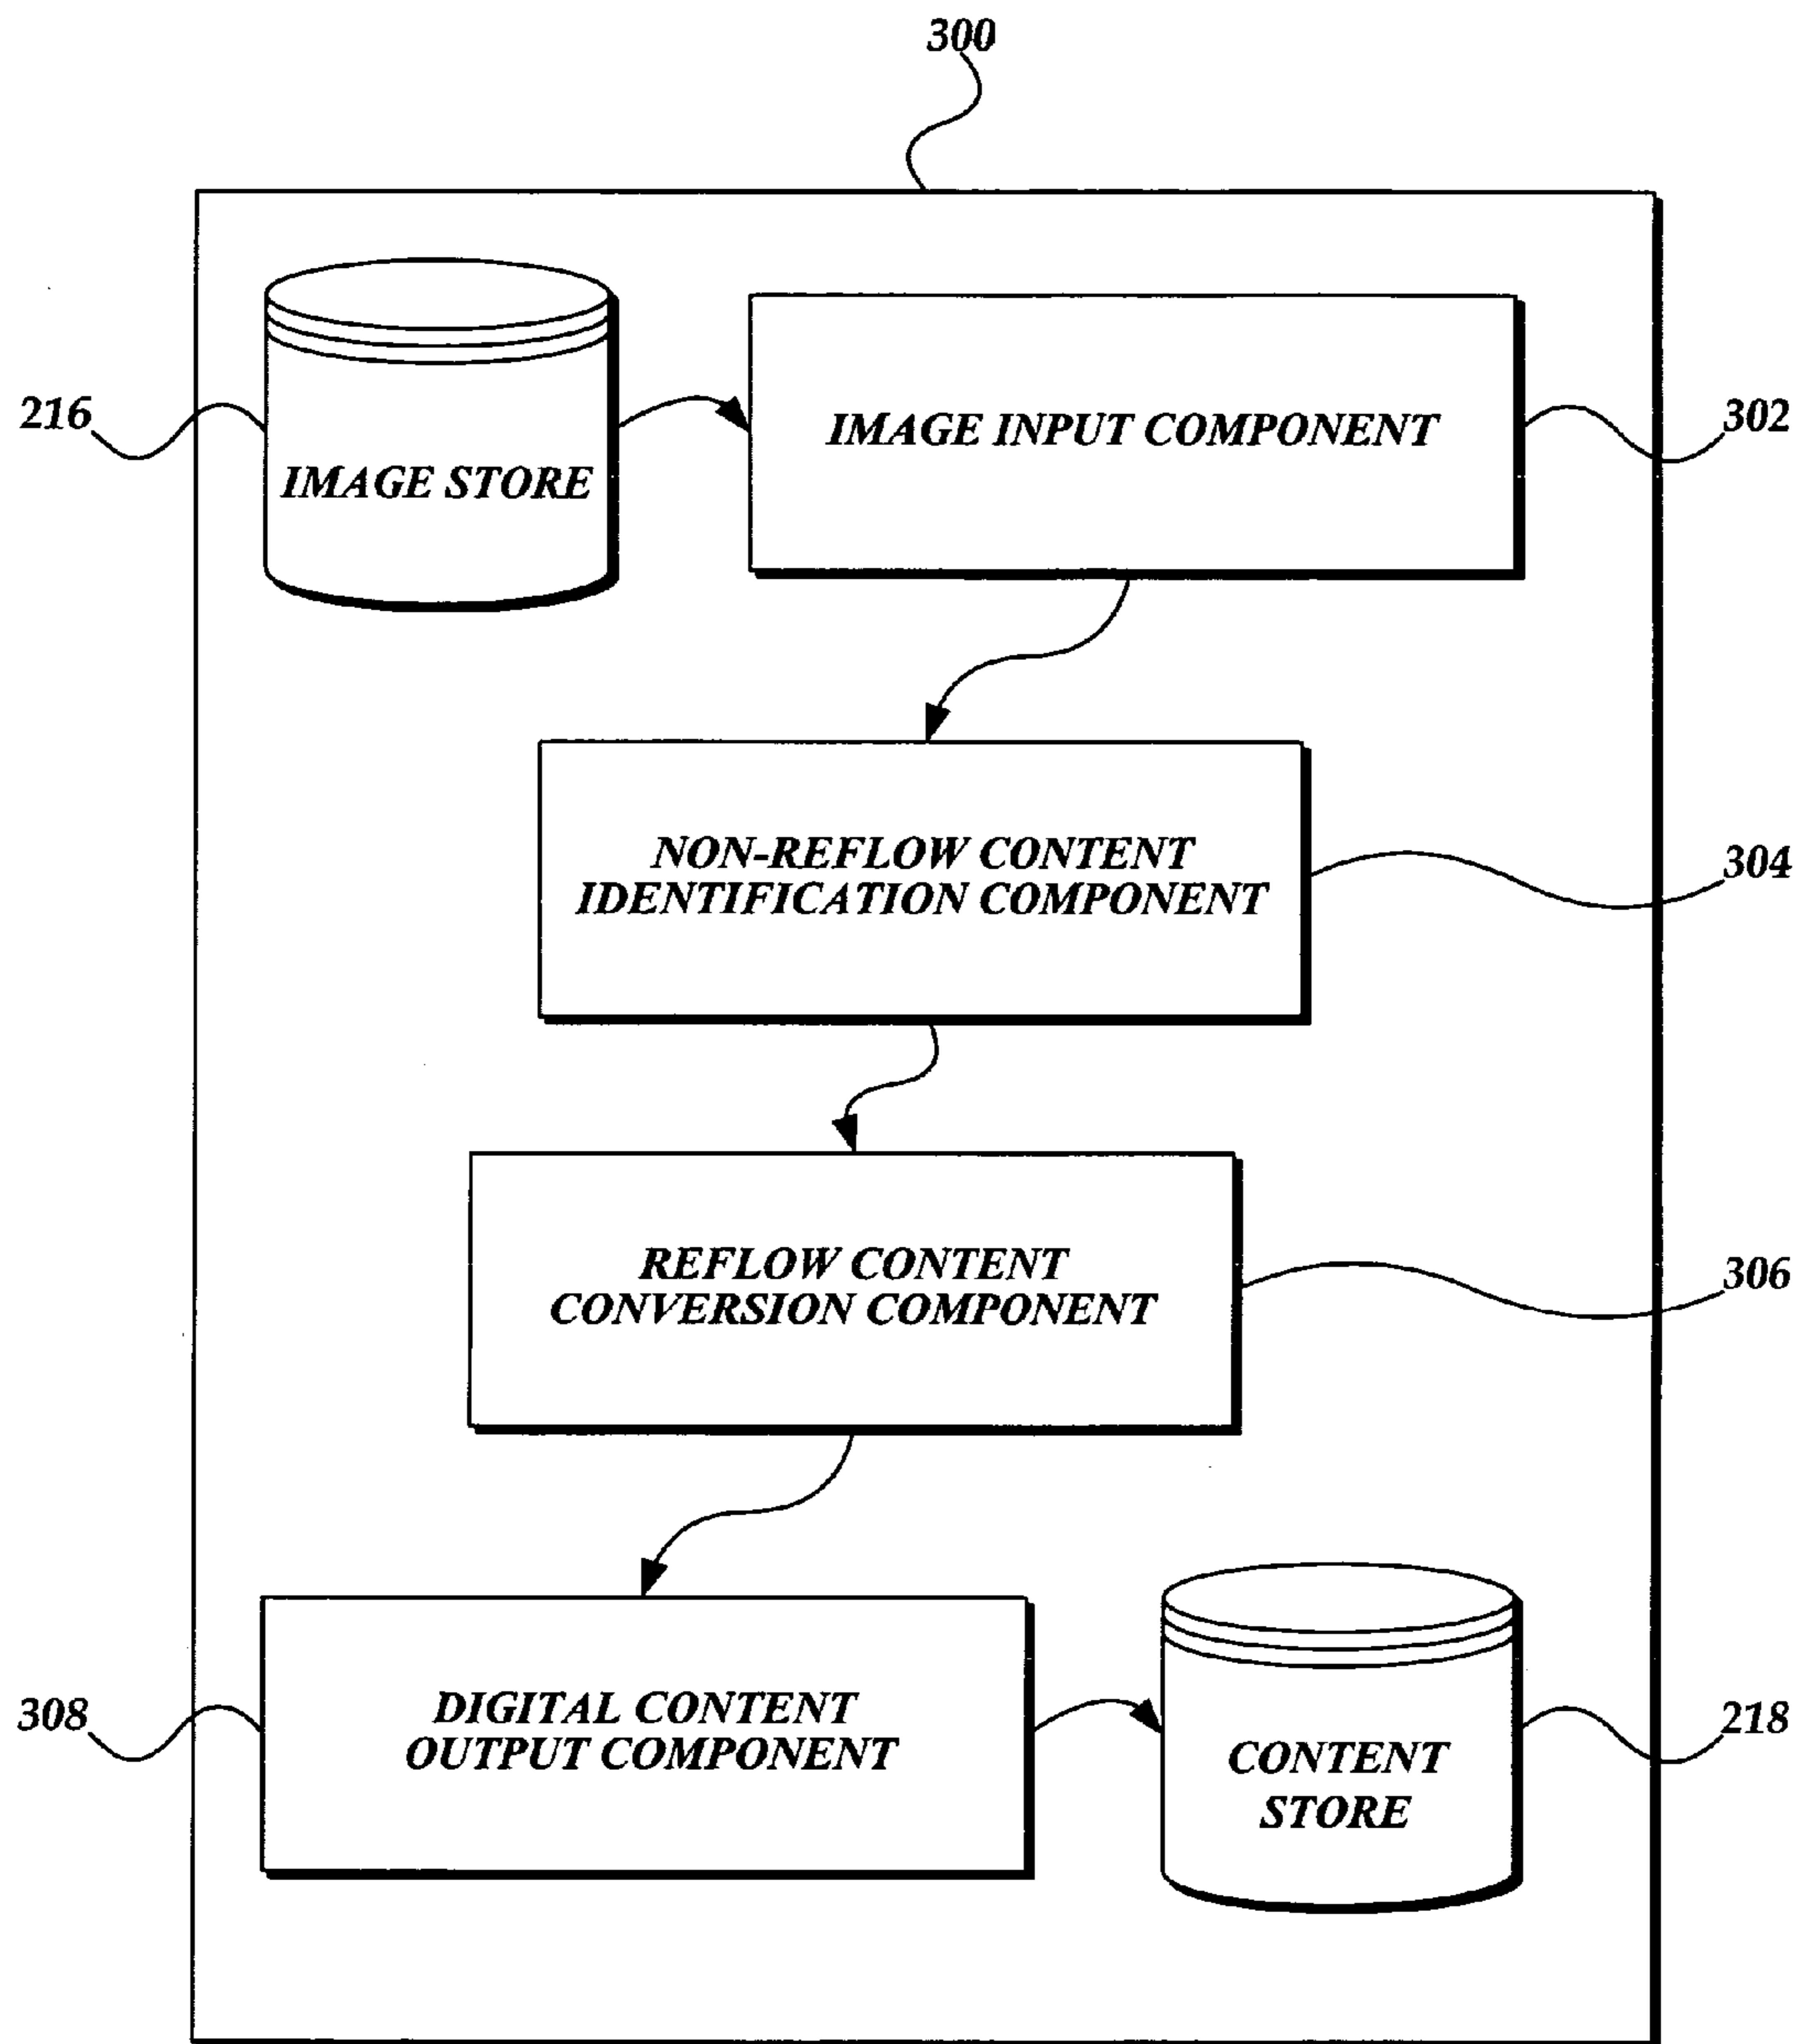 300
216
IMAGE STORE
IMAGE INPUT COMPONENT
302
NON-REFLOW CONTENT
IDENTIFICATION COMPONENT
304
REFLOW CONTENT
CONVERSION COMPONENT
306
308
DIGITAL CONTENT
OUTPUT COMPONENT
CONTENT
STORE
218